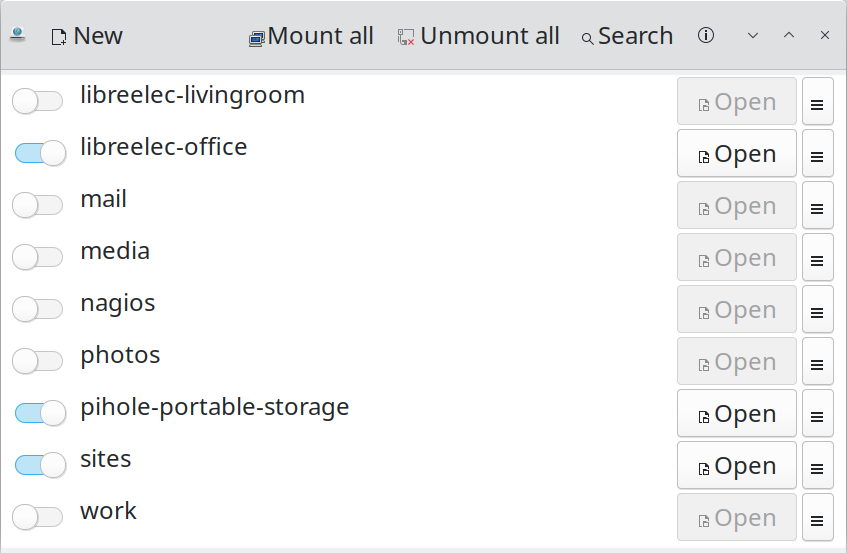 New Mount all Unmount all Search
libreelec-livingroom Open
libreelec-office Open
mail Open
media Open
nagios Open
photos Open
pihole-portable-storage Open
sites Open
work Open